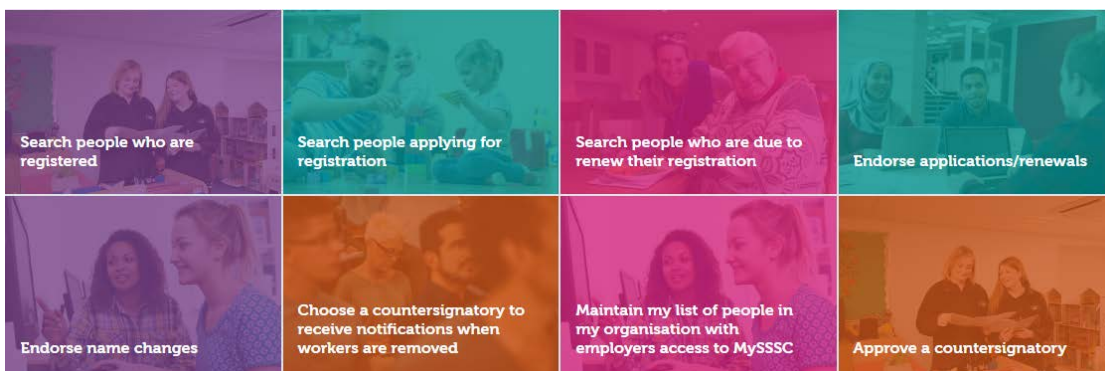 Search people who are
registered
Search people applying for
registration
Search people who are due to
renew their registration
Endorse applications/renewals
Endorse name changes
Choose a countersignatory to
receive notifications when
workers are removed
Maintain my list of people in
my organisation with
employers access to MySSSC
Approve a countersignatory